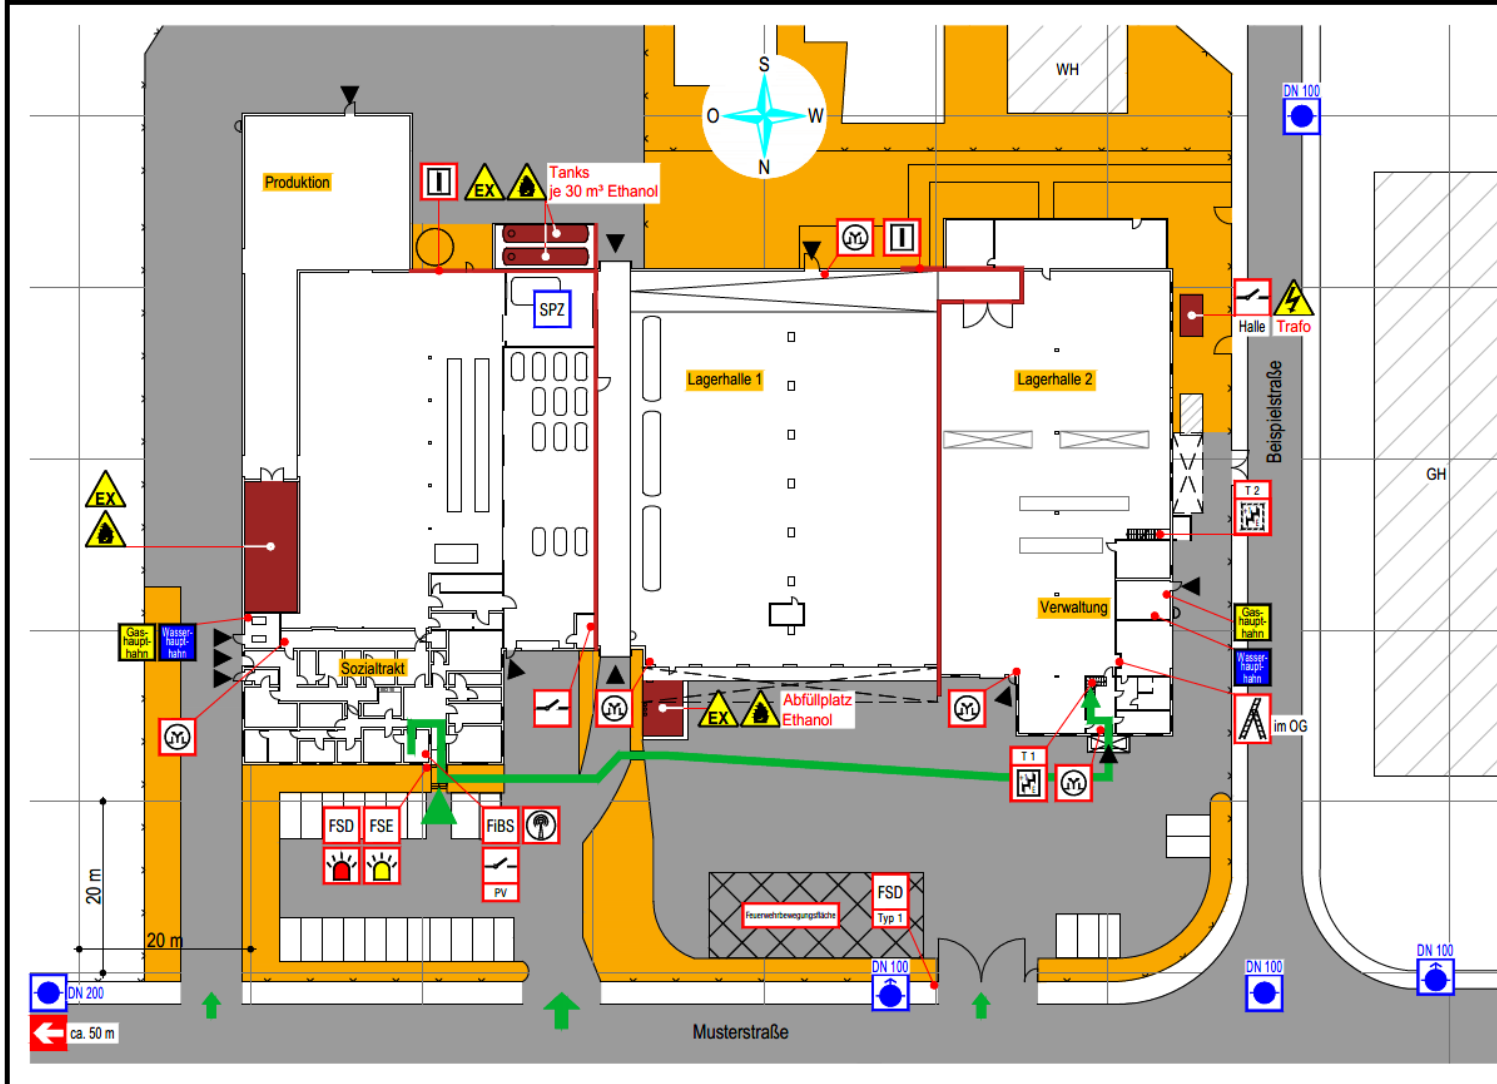 S
O
W
N
WH
DN 100
Produktion
EX
Tanks
je 30 m³ Ethanol
SPZ
Halle
Trafo
Lagerhalle 1
Lagerhalle 2
Beispielstraße
GH
EX
T 2
Verwaltung
Gas-
haupt-
hahn
Wasser-
haupt-
hahn
Gas-
haupt-
hahn
Wasser-
haupt-
hahn
Sozialtrakt
EX
Abfüllplatz
Ethanol
im OG
T 1
FSD
FSE
FiBS
PV
20 m
20 m
Feuerwehrbewegungsfläche
FSD
Typ 1
DN 100
DN 100
DN 100
DN 200
ca. 50 m
Musterstraße